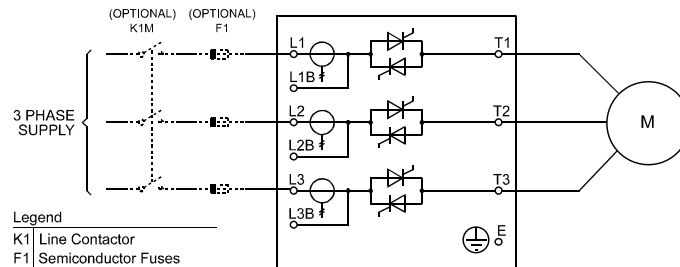 (OPTIONAL) (OPTIONAL)
K1M F1
L1 T1
L1B
3 PHASE
SUPPLY
L2 T2
M
L2B
L3 T3
L3B
E
Legend
K1 Line Contactor
F1 Semiconductor Fuses